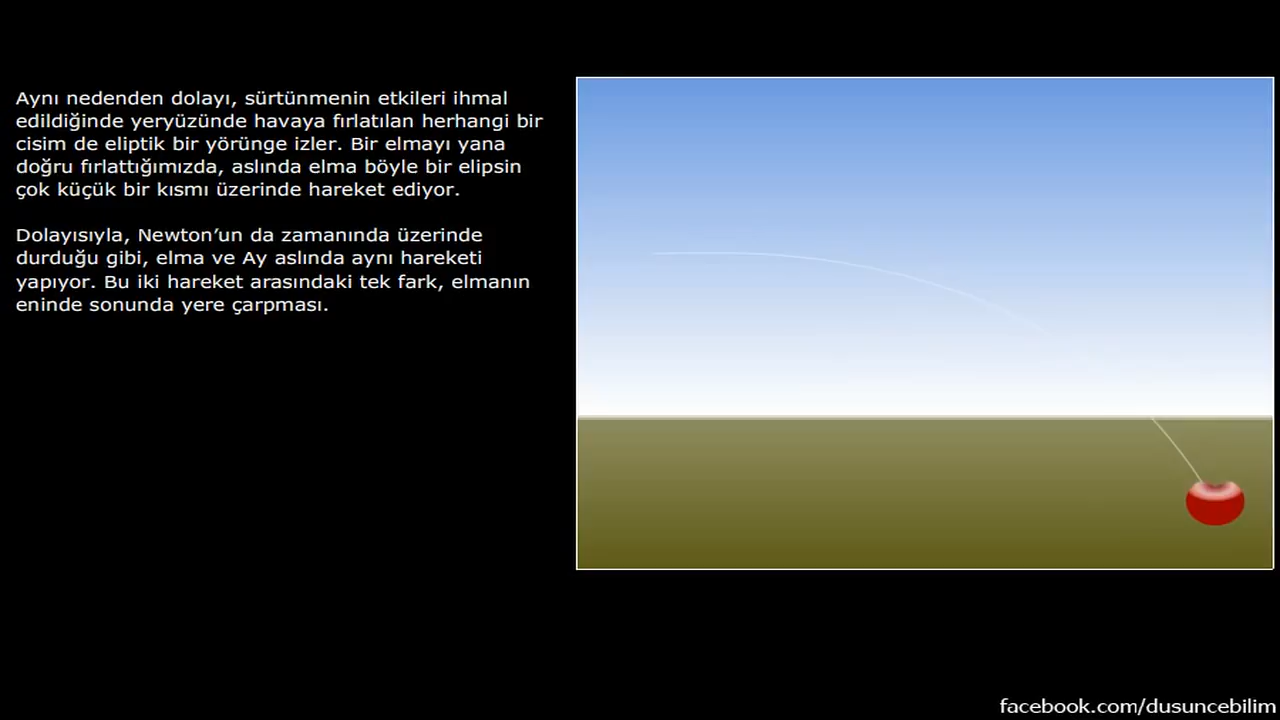 Aynı nedenden dolayı, sürtünmenin etkileri ihmal
edildiğinde yeryüzünde havaya fırlatılan herhangi bir
cisim de eliptik bir yörünge izler. Bir elmayı yana
doğru fırlattığımızda, aslında elma böyle bir elipsin
çok küçük bir kısmı üzerinde hareket ediyor.
Dolayısıyla, Newton’un da zamanında üzerinde
durduğu gibi, elma ve Ay aslında aynı hareketi
yapıyor. Bu iki hareket arasındaki tek fark, elmanın
eninde sonunda yere çarpması.
facebook.com/dusuncebilim